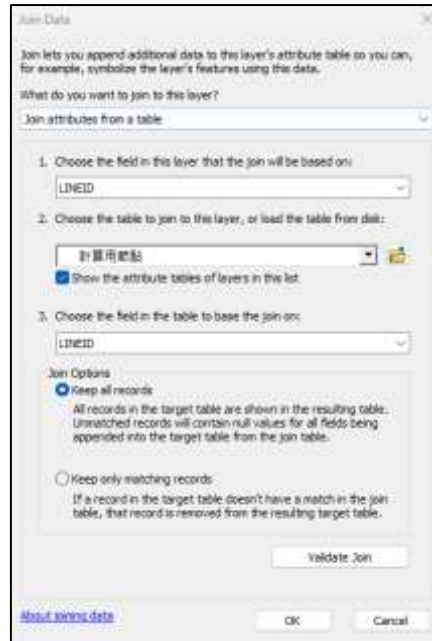 Join Data
Join lets you append additional data to this layer's attribute table so you can,
for example, symbolize the layer's features using this data.
What do you want to join to this layer?
Join attributes from a table
1. Choose the field in this layer that the join will be based on:
LINEID
2. Choose the table to join to this layer, or load the table from disk:
計算用節點
Show the attribute tables of layers in this list
3. Choose the field in the table to base the join on:
LINEID
Join Options
Keep all records
All records in the target table are shown in the resulting table.
Unmatched records will contain null values for all fields being
appended into the target table from the join table.
Keep only matching records
If a record in the target table doesn't have a match in the join
table, that record is removed from the resulting target table.
Validate Join
About joining data
OK
Cancel